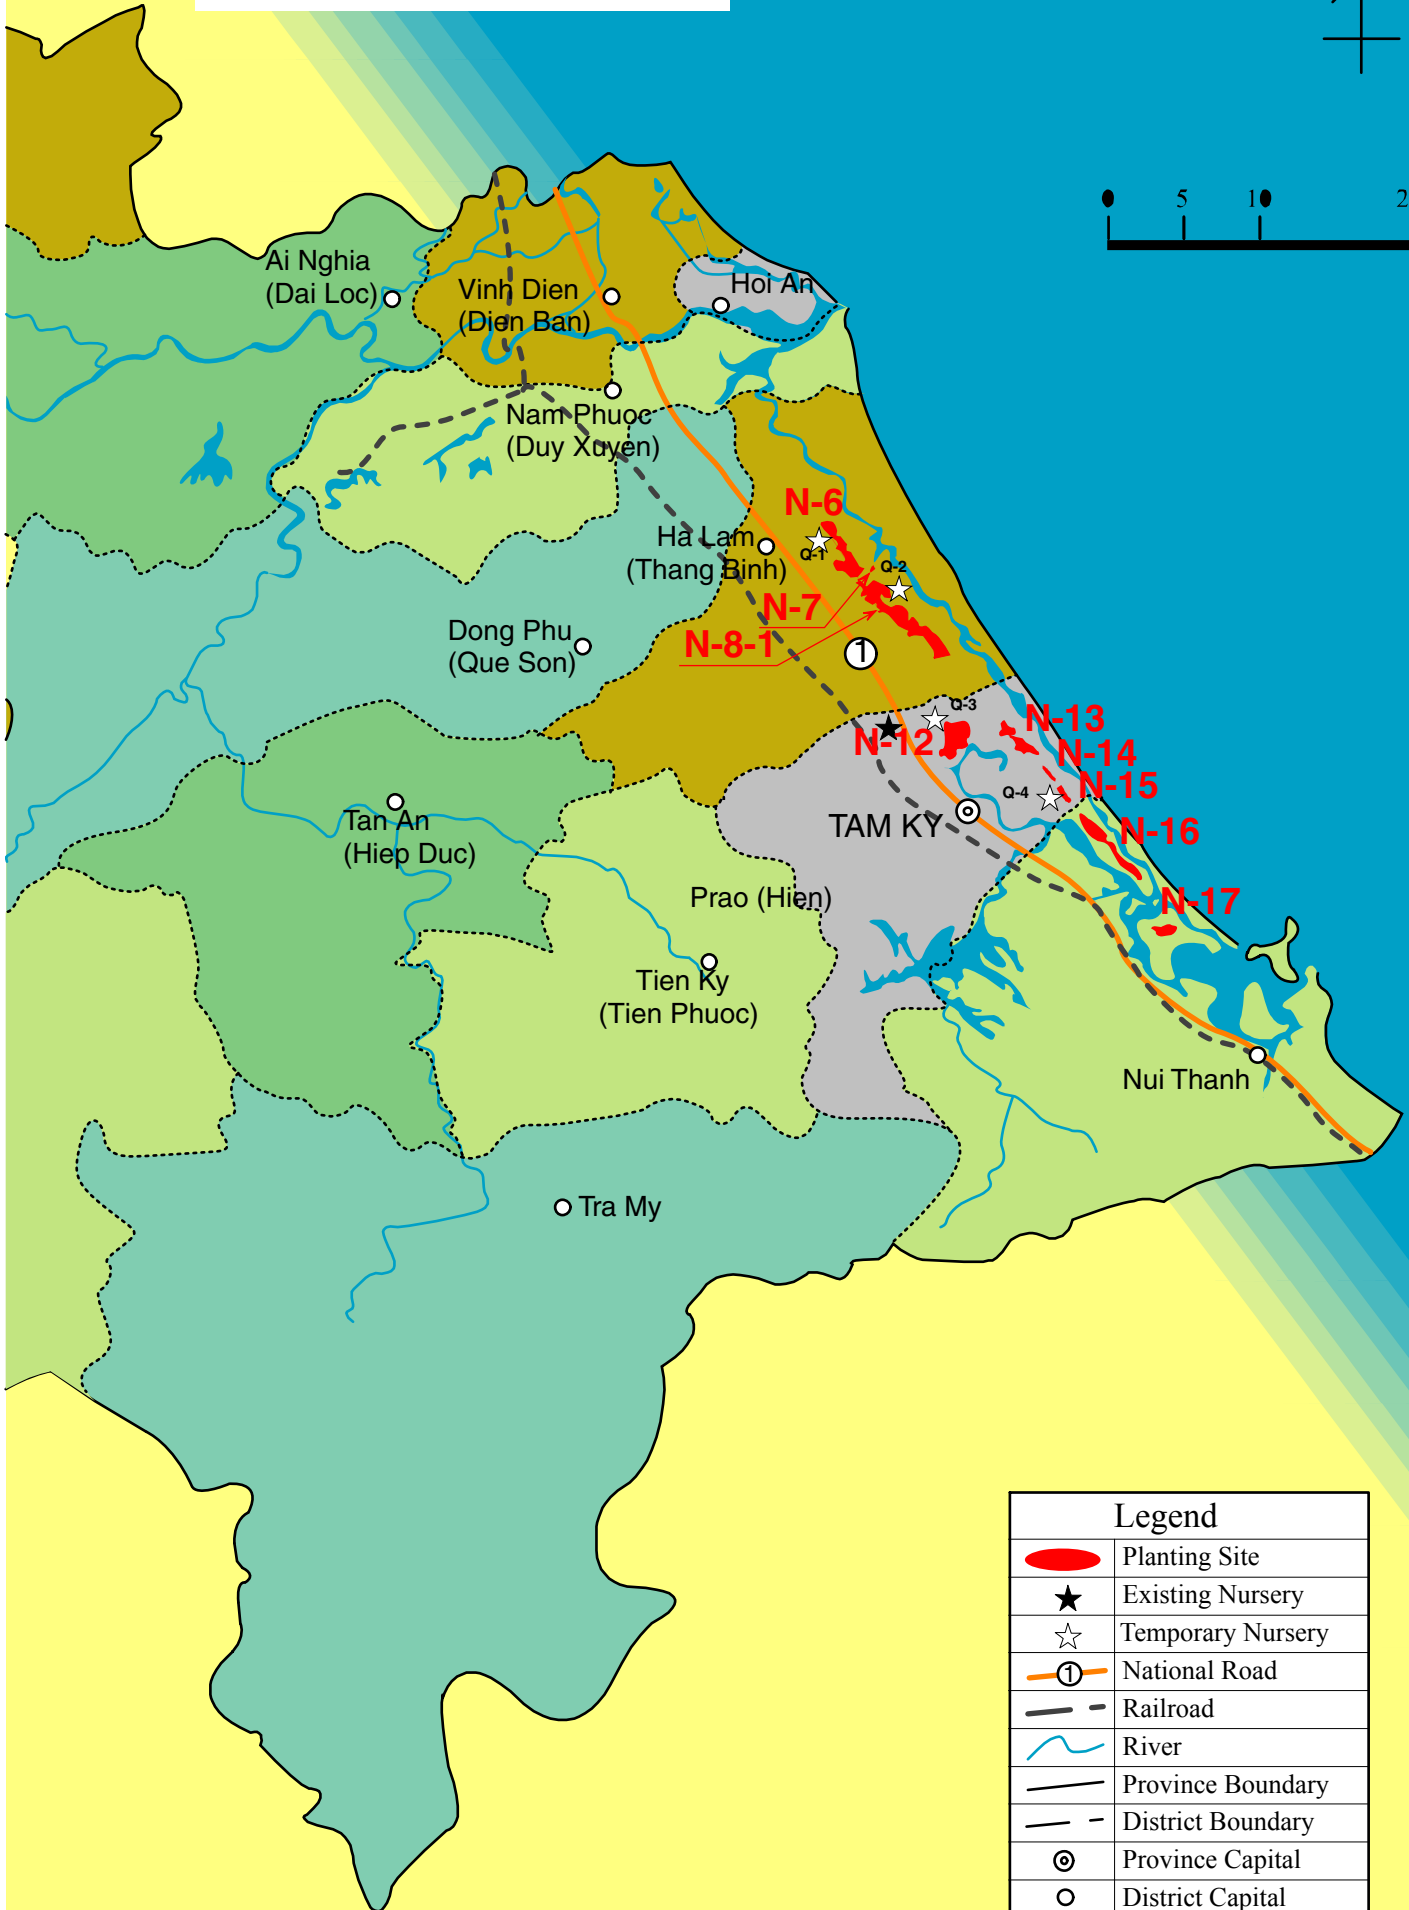 0 5 10 2
Ai Nghia
(Dai Loc)
Vinh Dien
(Dien Ban)
Hoi An
Nam Phuoc
(Duy Xuyen)
N-6
Ha Lam
(Thang Binh)
Q-1
Q-2
N-7
N-8-1
Dong Phu
(Que Son)
1
Q-3
N-13
N-12
N-14
N-15
Q-4
Tan An
(Hiep Duc)
TAM KY
N-16
Prao (Hien)
N-17
Tien Ky
(Tien Phuoc)
Nui Thanh
Tra My
Legend
Planting Site
Existing Nursery
Temporary Nursery
1 National Road
Railroad
River
Province Boundary
District Boundary
Province Capital
District Capital